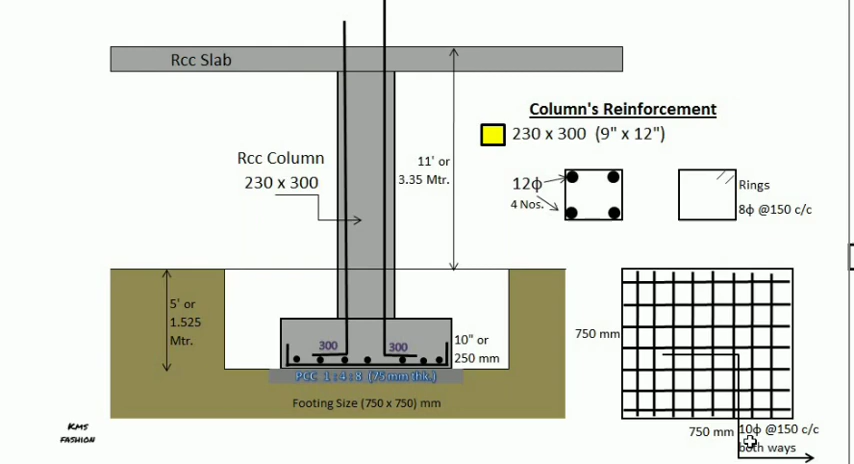 Rcc Slab
Column's Reinforcement
230 x 300 (9" x 12")
Rcc Column
230 x 300
11' or
3.35 Mtr.
12ϕ
4 Nos.
Rings
8ϕ @150 c/c
5' or
1.525
Mtr.
300
300
10" or
250 mm
PCC 1 : 4 : 8 (75 mm thk.)
Footing Size (750 x 750) mm
750 mm
750 mm
10ϕ @150 c/c
both ways
KMS
FASHION